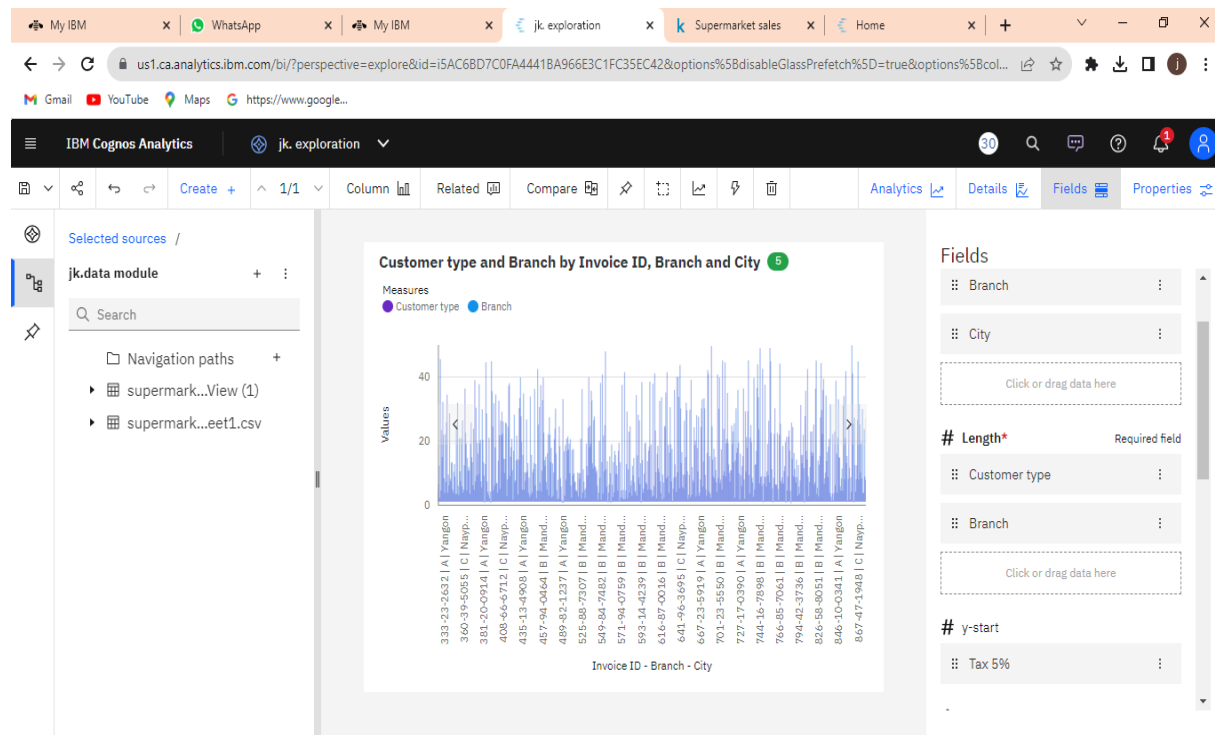 My IBM
WhatsApp
My IBM
jk. exploration
Supermarket sales
Home
us1.ca.analytics.ibm.com/bi/?perspective=explore&id=i5AC6BD7C0FA4441BA966E3C1FC35EC42&options%5BdisableGlassPrefetch%5D=true&options%5Bcol...
Gmail
YouTube
Maps
https://www.google...
IBM Cognos Analytics
jk. exploration
30
1
Create +
1/1
Column
Related
Compare
Analytics
Details
Fields
Properties
Selected sources /
jk.data module
Search
Navigation paths
supermark...View (1)
supermark...eet1.csv
Customer type and Branch by Invoice ID, Branch and City 5
Measures
Customer type Branch
Values
40
20
0
333-23-2632 | A | Yangon
360-39-5055 | C | Nayp...
381-20-0914 | A | Yangon
408-66-6712 | C | Nayp...
435-13-4908 | A | Yangon
457-94-0464 | B | Mand...
489-82-1237 | A | Yangon
525-88-7307 | B | Mand...
549-84-7482 | B | Mand...
571-94-0759 | B | Mand...
593-14-4239 | B | Mand...
616-87-0016 | B | Mand...
641-96-3695 | C | Nayp...
667-23-5919 | A | Yangon
701-23-5550 | B | Mand...
727-17-0390 | A | Yangon
744-16-7898 | B | Mand...
766-85-7061 | B | Mand...
794-42-3736 | B | Mand...
826-58-8051 | B | Mand...
846-10-0341 | A | Yangon
867-47-1948 | C | Nayp...
Invoice ID - Branch - City
Fields
Branch
City
Click or drag data here
# Length*
Required field
Customer type
Branch
Click or drag data here
# y-start
Tax 5%